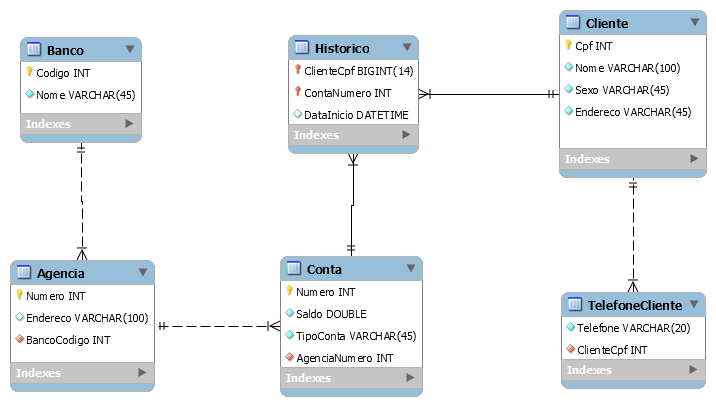 Banco
Codigo INT
Nome VARCHAR(45)
Indexes
Historico
ClienteCpf BIGINT(14)
ContaNumero INT
DataInicio DATETIME
Indexes
Cliente
Cpf INT
Nome VARCHAR(100)
Sexo VARCHAR(45)
Endereco VARCHAR(45)
Indexes
Agencia
Numero INT
Endereco VARCHAR(100)
BancoCodigo INT
Indexes
Conta
Numero INT
Saldo DOUBLE
TipoConta VARCHAR(45)
AgenciaNumero INT
Indexes
TelefoneCliente
Telefone VARCHAR(20)
ClienteCpf INT
Indexes